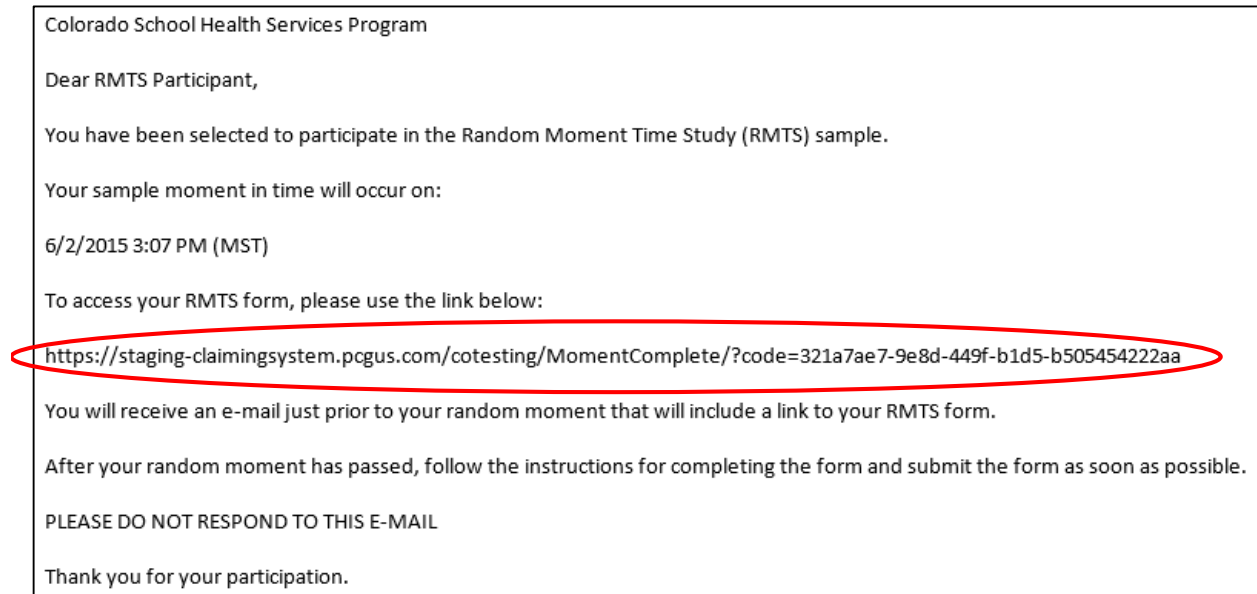 Colorado School Health Services Program
Dear RMTS Participant,
You have been selected to participate in the Random Moment Time Study (RMTS) sample.
Your sample moment in time will occur on:
6/2/2015 3:07 PM (MST)
To access your RMTS form, please use the link below:
https://staging-claimingsystem.pcgus.com/cotesting/MomentComplete/?code=321a7ae7-9e8d-449f-b1d5-b505454222aa
You will receive an e-mail just prior to your random moment that will include a link to your RMTS form.
After your random moment has passed, follow the instructions for completing the form and submit the form as soon as possible.
PLEASE DO NOT RESPOND TO THIS E-MAIL
Thank you for your participation.